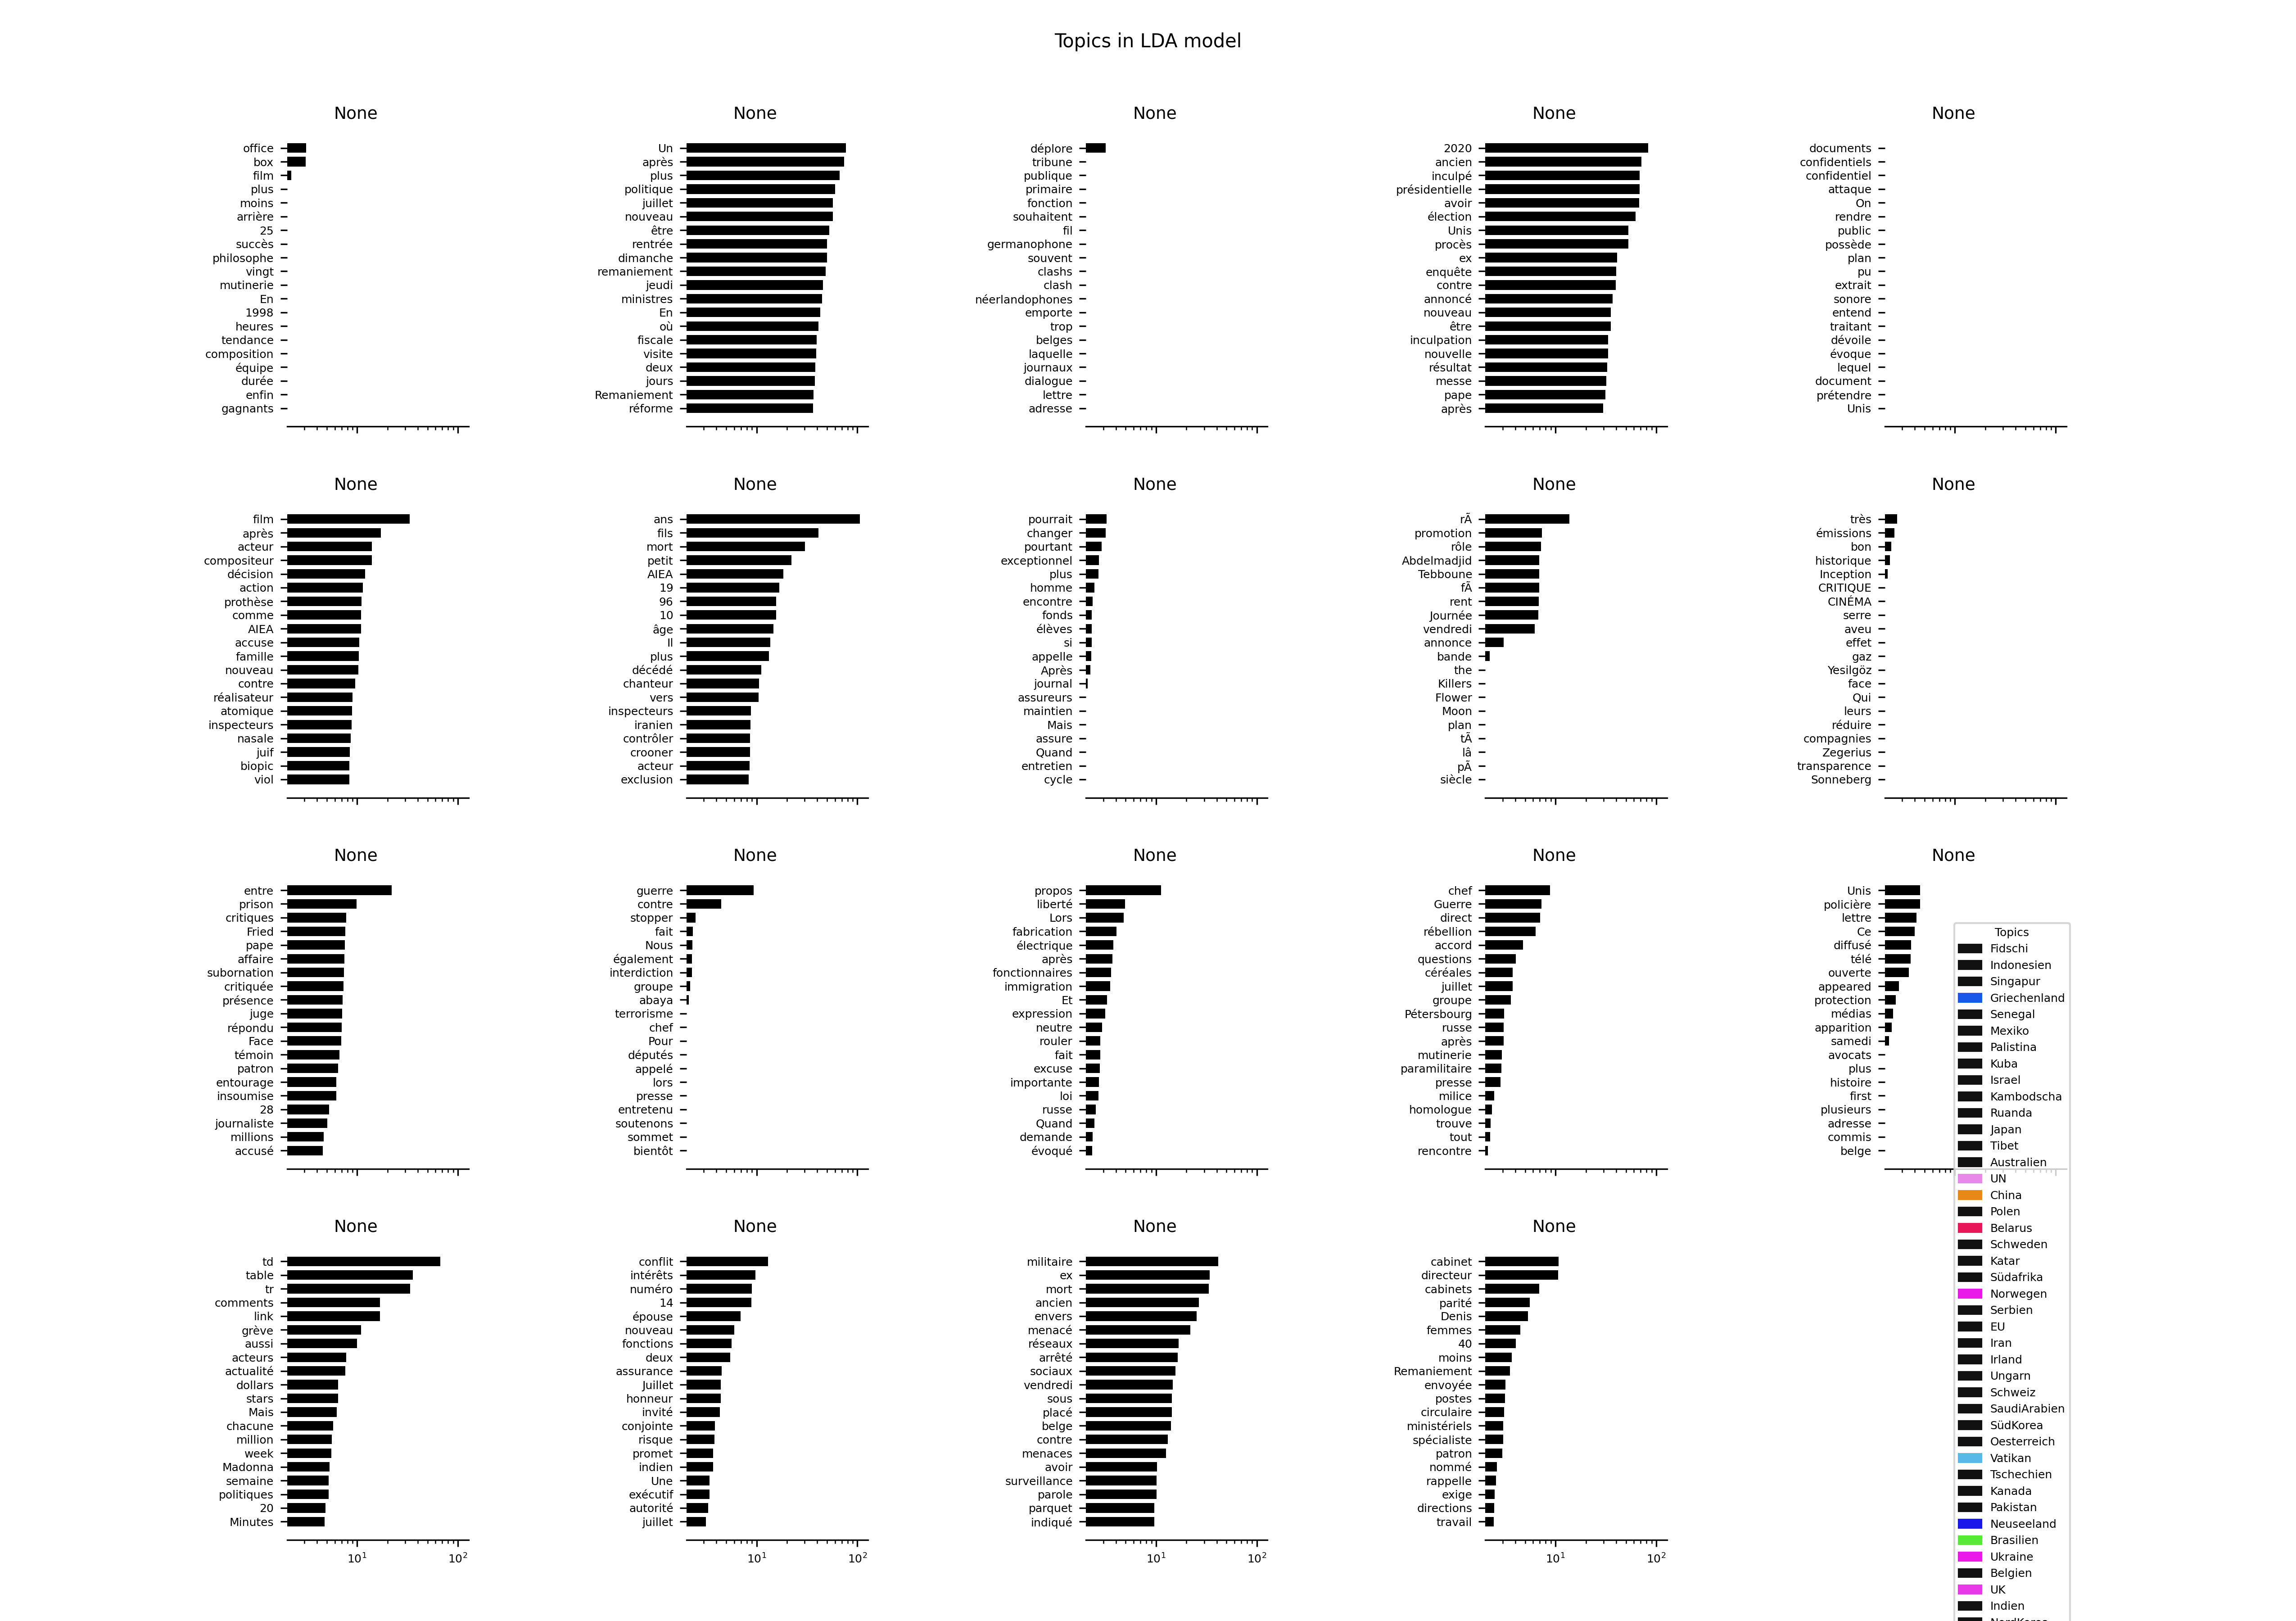 Topics in LDA model
None
office
box
film
plus
moins
arrière
25
succès
philosophe
vingt
mutinerie
En
1998
heures
tendance
composition
équipe
durée
enfin
gagnants
None
Un
après
plus
politique
juillet
nouveau
être
rentrée
dimanche
remaniement
jeudi
ministres
En
où
fiscale
visite
deux
jours
Remaniement
réforme
None
déplore
tribune
publique
primaire
fonction
souhaitent
fil
germanophone
souvent
clashs
clash
néerlandophones
emporte
trop
belges
laquelle
journaux
dialogue
lettre
adresse
None
2020
ancien
inculpé
présidentielle
avoir
élection
Unis
procès
ex
enquête
contre
annoncé
nouveau
être
inculpation
nouvelle
résultat
messe
pape
après
None
documents
confidentiels
confidentiel
attaque
On
rendre
public
possède
plan
pu
extrait
sonore
entend
traitant
dévoile
évoque
lequel
document
prétendre
Unis
None
film
après
acteur
compositeur
décision
action
prothèse
comme
AIEA
accuse
famille
nouveau
contre
réalisateur
atomique
inspecteurs
nasale
juif
biopic
viol
None
ans
fils
mort
petit
AIEA
19
96
10
âge
Il
plus
décédé
chanteur
vers
inspecteurs
iranien
contrôler
crooner
acteur
exclusion
None
pourrait
changer
pourtant
exceptionnel
plus
homme
encontre
fonds
élèves
si
appelle
Après
journal
assureurs
maintien
Mais
assure
Quand
entretien
cycle
None
rÃ
promotion
rôle
Abdelmadjid
Tebboune
fÃ
rent
Journée
vendredi
annonce
bande
the
Killers
Flower
Moon
plan
tÃ
lâ
pÃ
siècle
None
très
émissions
bon
historique
Inception
CRITIQUE
CINÉMA
serre
aveu
effet
gaz
Yesilgöz
face
Qui
leurs
réduire
compagnies
Zegerius
transparence
Sonneberg
None
entre
prison
critiques
Fried
pape
affaire
subornation
critiquée
présence
juge
répondu
Face
témoin
patron
entourage
insoumise
28
journaliste
millions
accusé
None
guerre
contre
stopper
fait
Nous
également
interdiction
groupe
abaya
terrorisme
chef
Pour
députés
appelé
lors
presse
entretenu
soutenons
sommet
bientôt
None
propos
liberté
Lors
fabrication
électrique
après
fonctionnaires
immigration
Et
expression
neutre
rouler
fait
excuse
importante
loi
russe
Quand
demande
évoqué
None
chef
Guerre
direct
rébellion
accord
questions
céréales
juillet
groupe
Pétersbourg
russe
après
mutinerie
paramilitaire
presse
milice
homologue
trouve
tout
rencontre
None
Unis
policière
lettre
Ce
diffusé
télé
ouverte
appeared
protection
médias
apparition
samedi
avocats
plus
histoire
first
plusieurs
adresse
commis
belge
None
td
table
tr
comments
link
grève
aussi
acteurs
actualité
dollars
stars
Mais
chacune
million
week
Madonna
semaine
politiques
20
Minutes
10¹ 10²
None
conflit
intérêts
numéro
14
épouse
nouveau
fonctions
deux
assurance
Juillet
honneur
invité
conjointe
risque
promet
indien
Une
exécutif
autorité
juillet
10¹ 10²
None
militaire
ex
mort
ancien
envers
menacé
réseaux
arrêté
sociaux
vendredi
sous
placé
belge
contre
menaces
avoir
surveillance
parole
parquet
indiqué
10¹ 10²
None
cabinet
directeur
cabinets
parité
Denis
femmes
40
moins
Remaniement
envoyée
postes
circulaire
ministériels
spécialiste
patron
nommé
rappelle
exige
directions
travail
10¹ 10²
Topics
Fidschi
Indonesien
Singapur
Griechenland
Senegal
Mexiko
Palistina
Kuba
Israel
Kambodscha
Ruanda
Japan
Tibet
Australien
UN
China
Polen
Belarus
Schweden
Katar
Südafrika
Norwegen
Serbien
EU
Iran
Irland
Ungarn
Schweiz
SaudiArabien
SüdKorea
Oesterreich
Vatikan
Tschechien
Kanada
Pakistan
Neuseeland
Brasilien
Ukraine
Belgien
UK
Indien